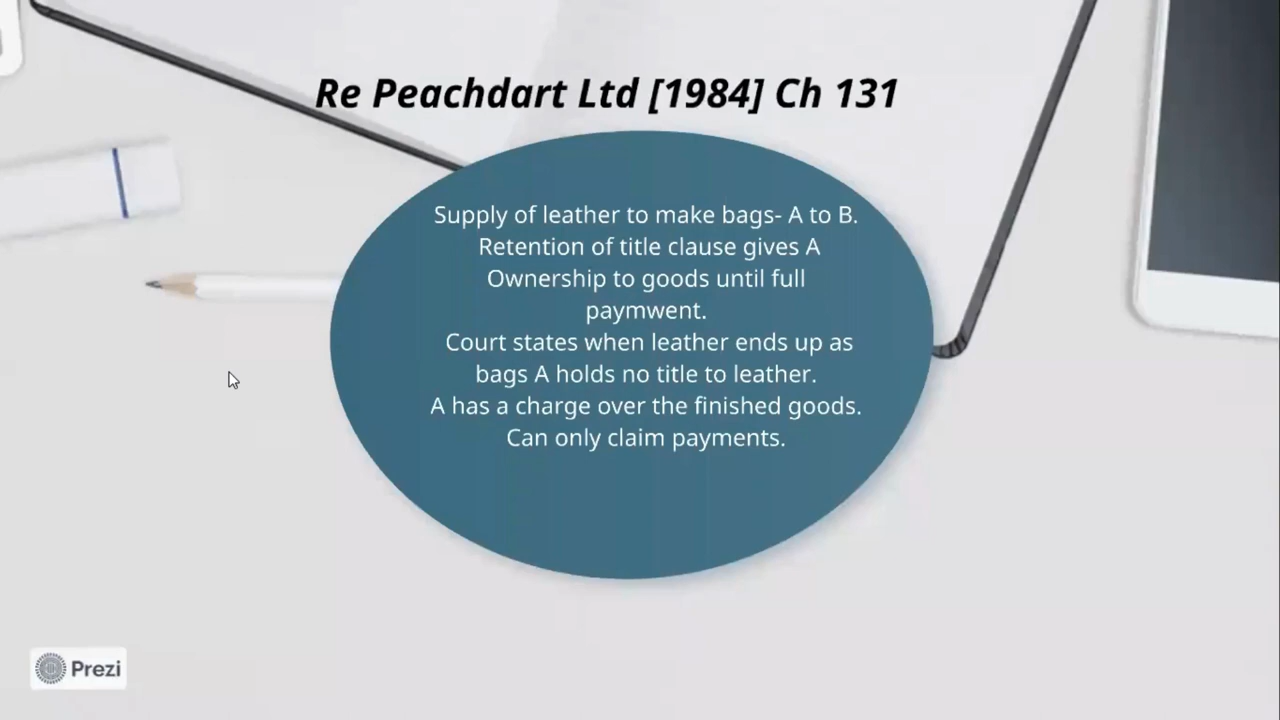 Re Peachdart Ltd [1984] Ch 131
Supply of leather to make bags- A to B.
Retention of title clause gives A
Ownership to goods until full
paymwent.
Court states when leather ends up as
bags A holds no title to leather.
A has a charge over the finished goods.
Can only claim payments.
Prezi